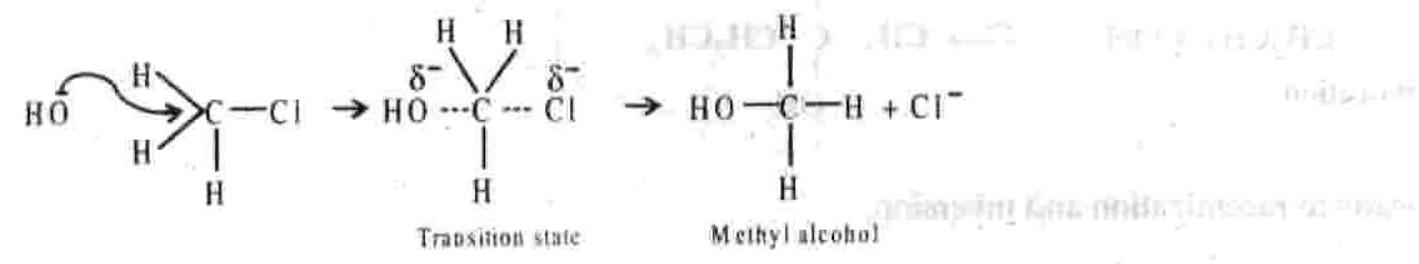 H H H
H δ⁻ δ⁻
HO⁻ C—Cl → HO ---C--- Cl → HO—C—H + Cl⁻
H
H H H
Transition state Methyl alcohol